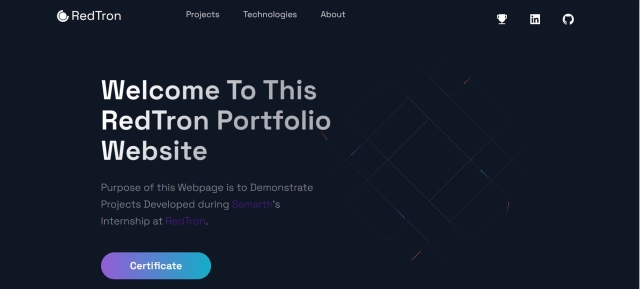 RedTron
Projects Technologies About
Welcome To This
RedTron Portfolio
Website
Purpose of this Webpage is to Demonstrate
Projects Developed during Samarth's
Internship at RedTron.
Certificate